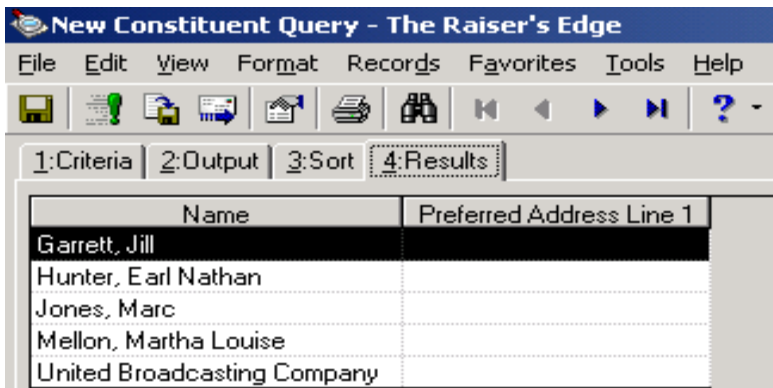 New Constituent Query - The Raiser's Edge
File Edit View Format Records Favorites Tools Help
?
1:Criteria 2:Output 3:Sort 4:Results
Name Preferred Address Line 1
Garrett, Jill
Hunter, Earl Nathan
Jones, Marc
Mellon, Martha Louise
United Broadcasting Company